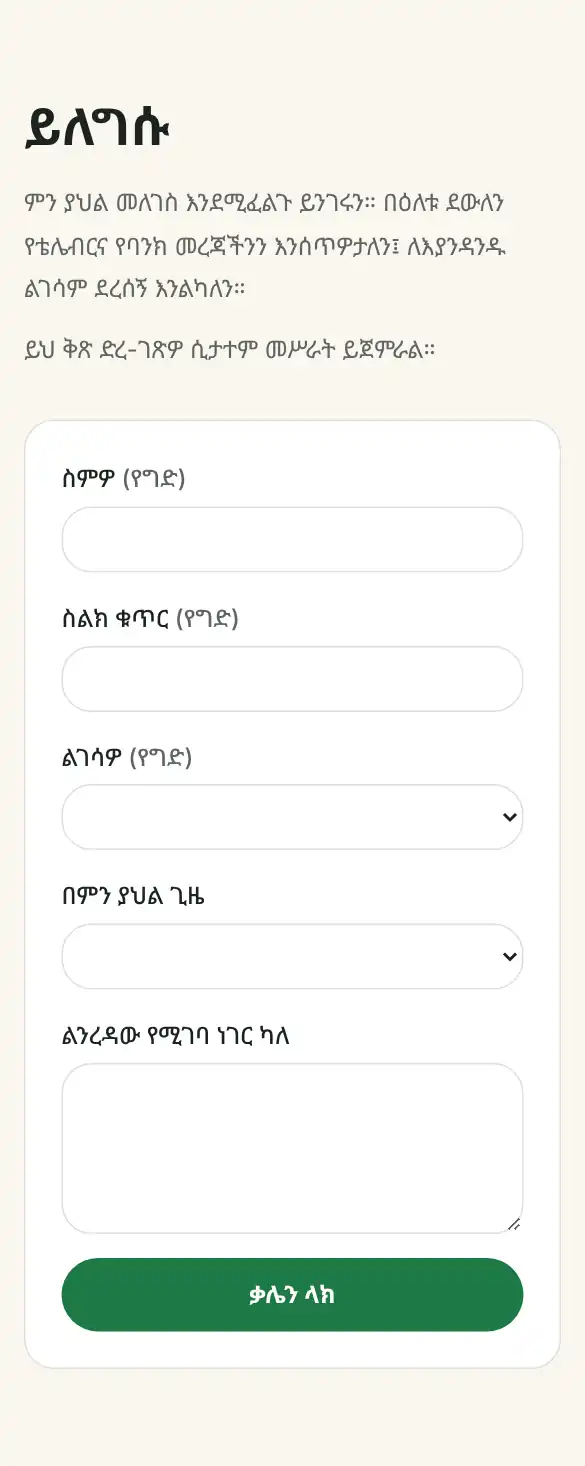 ይለግሱ
ምን ያህል መለገስ እንደሚፈልጉ ይንገሩን። በዕለቱ ደውለን
የቴሌብርና የባንክ መረጃችንን እንሰጥዎታለን፤ ለእያንዳንዱ
ልገሳም ደረሰኝ እንልካለን።
ይህ ቅጽ ድረ-ገጽዎ ሲታተም መሥራት ይጀምራል።
ስምዎ (የግድ)
ስልክ ቁጥር (የግድ)
ልገሳዎ (የግድ)
በምን ያህል ጊዜ
ልንረዳው የሚገባ ነገር ካለ
ቃሌን ላክ